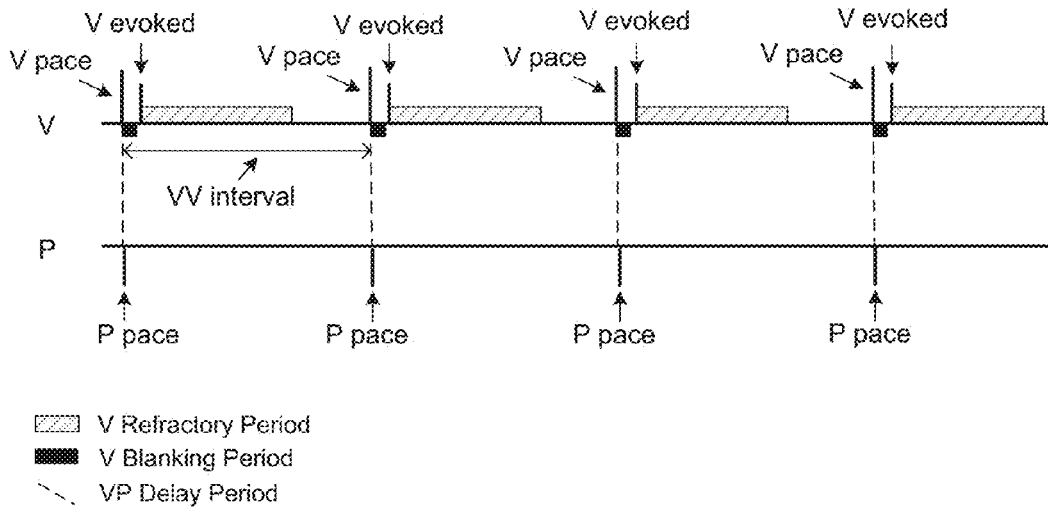 V evoked V evoked V evoked V evoked
V pace V pace V pace V pace
V
VV interval
P
P pace P pace P pace P pace
V Refractory Period
V Blanking Period
VP Delay Period